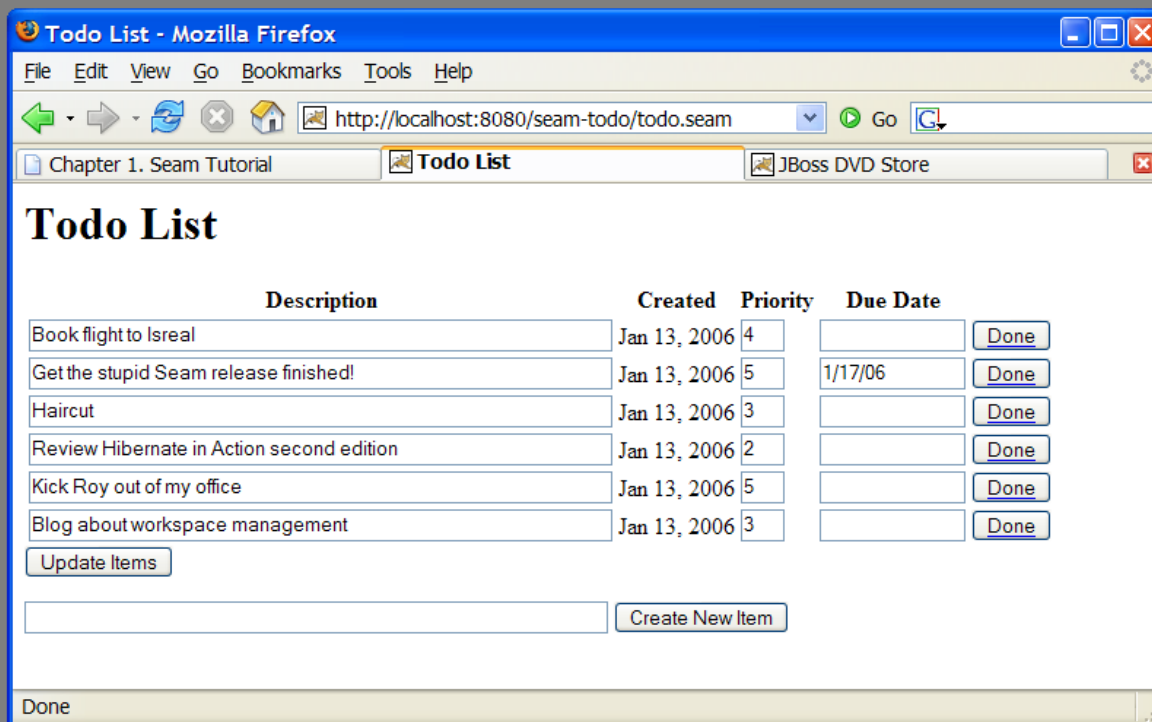 Todo List - Mozilla Firefox
File Edit View Go Bookmarks Tools Help
http://localhost:8080/seam-todo/todo.seam Go G
Chapter 1. Seam Tutorial Todo List JBoss DVD Store
Todo List
Description Created Priority Due Date
Book flight to Isreal Jan 13, 2006 4 Done
Get the stupid Seam release finished! Jan 13, 2006 5 1/17/06 Done
Haircut Jan 13, 2006 3 Done
Review Hibernate in Action second edition Jan 13, 2006 2 Done
Kick Roy out of my office Jan 13, 2006 5 Done
Blog about workspace management Jan 13, 2006 3 Done
Update Items
Create New Item
Done